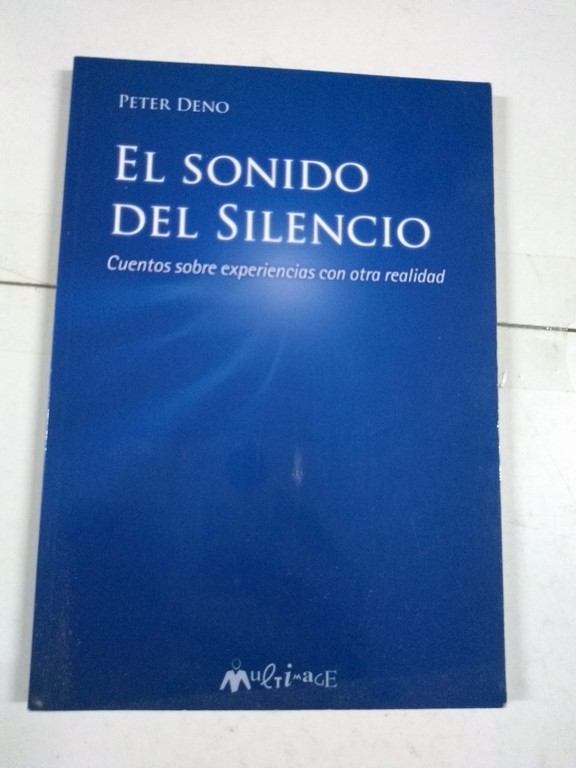 PETER DENO
EL SONIDO
DEL SILENCIO
Cuentos sobre experiencias con otra realidad
MULTIMAGE